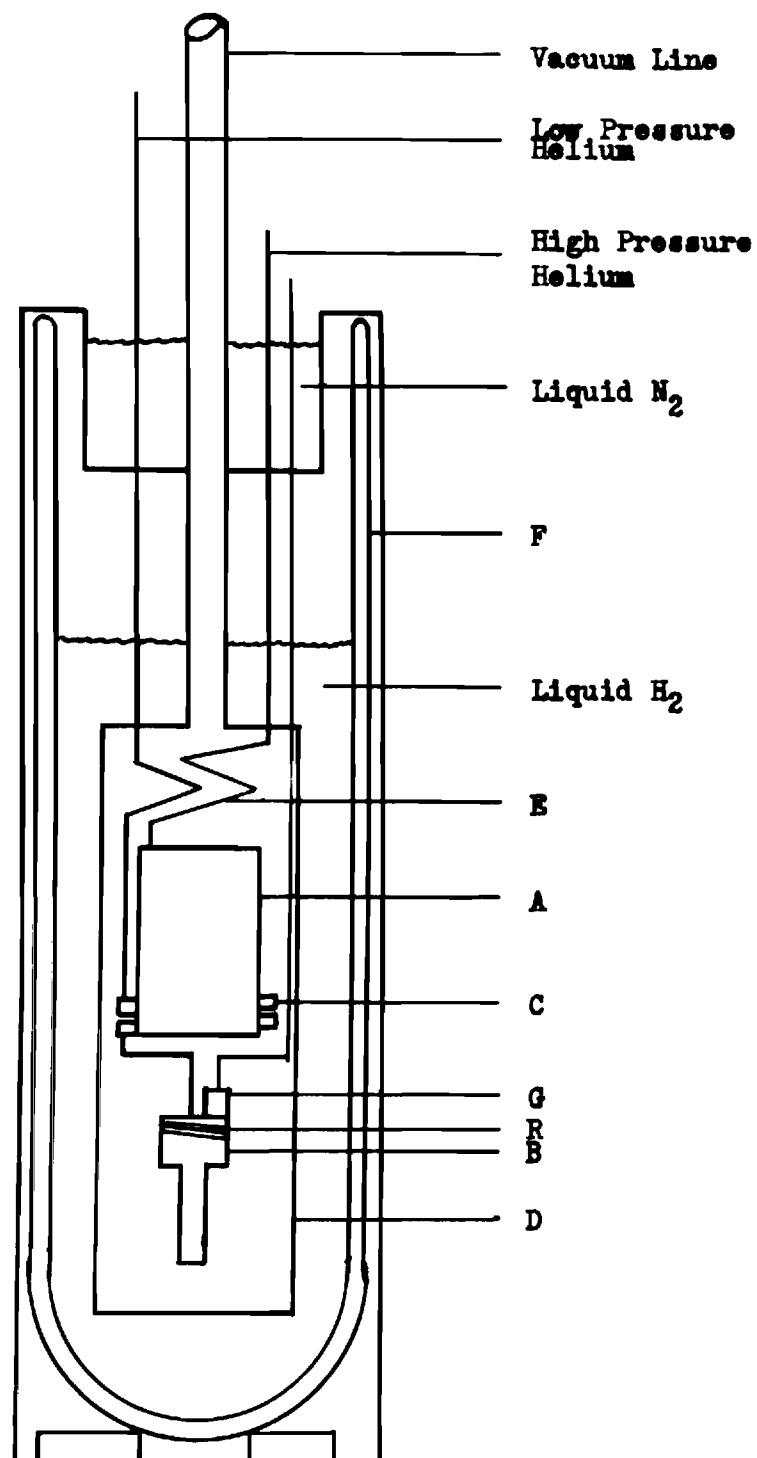 Vacuum Line
Low Pressure
Helium
High Pressure
Helium
Liquid N₂
F
Liquid H₂
E
A
C
G
R
B
D